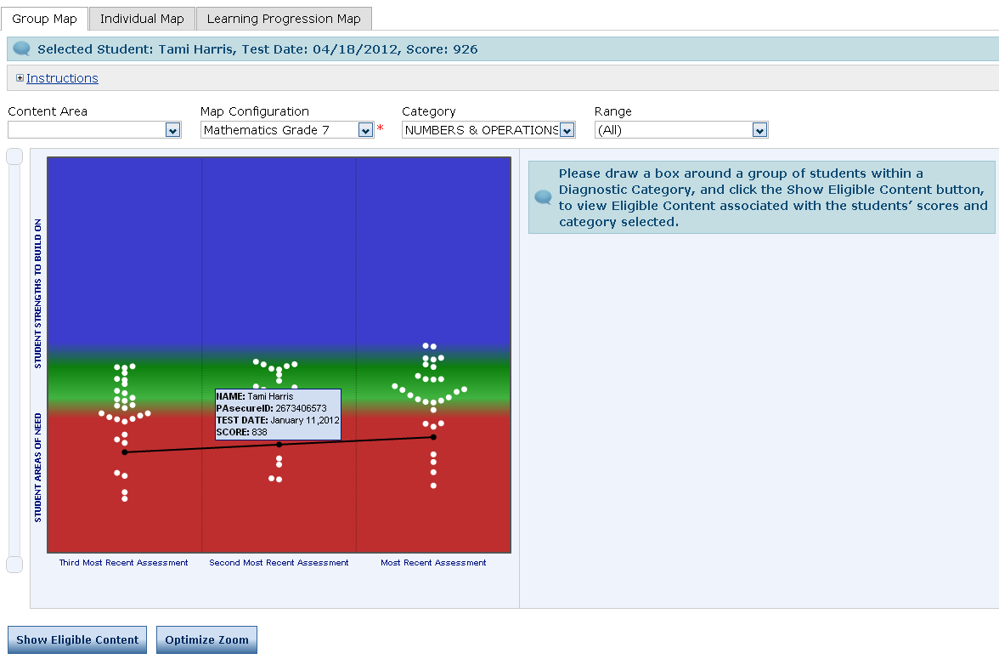 Group Map
Individual Map
Learning Progression Map
Selected Student: Tami Harris, Test Date: 04/18/2012, Score: 926
Instructions
Content Area
Map Configuration
Category
Range
Mathematics Grade 7
*
NUMBERS & OPERATIONS
(All)
STUDENT STRENGTHS TO BUILD ON
STUDENT AREAS OF NEED
NAME: Tami Harris
PAsecureID: 2673406573
TEST DATE: January 11,2012
SCORE: 838
Third Most Recent Assessment
Second Most Recent Assessment
Most Recent Assessment
Please draw a box around a group of students within a
Diagnostic Category, and click the Show Eligible Content button,
to view Eligible Content associated with the students’ scores and
category selected.
Show Eligible Content
Optimize Zoom